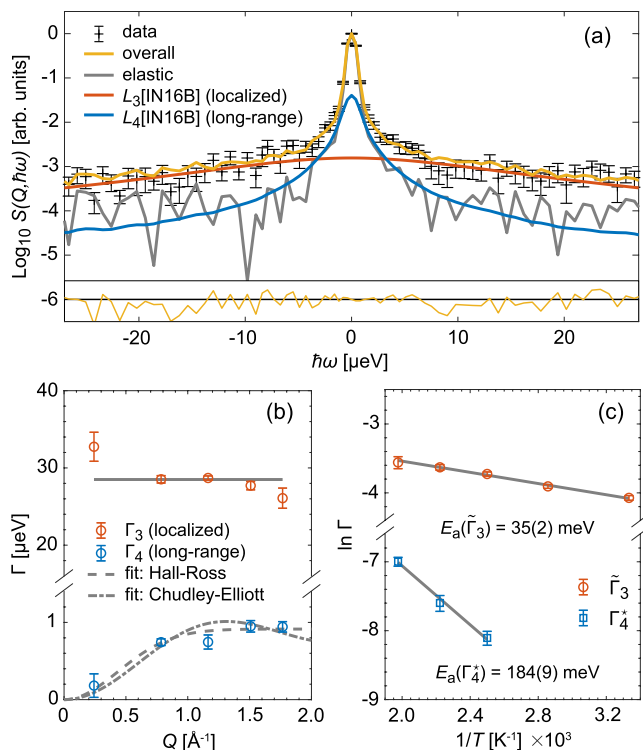 (a)
data
overall
elastic
L₃[IN16B] (localized)
L₄[IN16B] (long-range)
Log₁₀ S(Q,ℏω) [arb. units]
0
-1
-2
-3
-4
-5
-6
-20 -10 0 10 20
ℏω [µeV]
(b)
Γ [µeV]
40
30
20
1
0
Γ₃ (localized)
Γ₄ (long-range)
fit: Hall-Ross
fit: Chudley-Elliott
0 0.5 1.0 1.5 2.0
Q [Å⁻¹]
(c)
ln Γ
-3
-4
-7
-8
-9
Eₐ(Γ̃₃) = 35(2) meV
Γ̃₃
Γ₄⋆
Eₐ(Γ₄⋆) = 184(9) meV
2.0 2.5 3.0
1/T [K⁻¹] ×10³